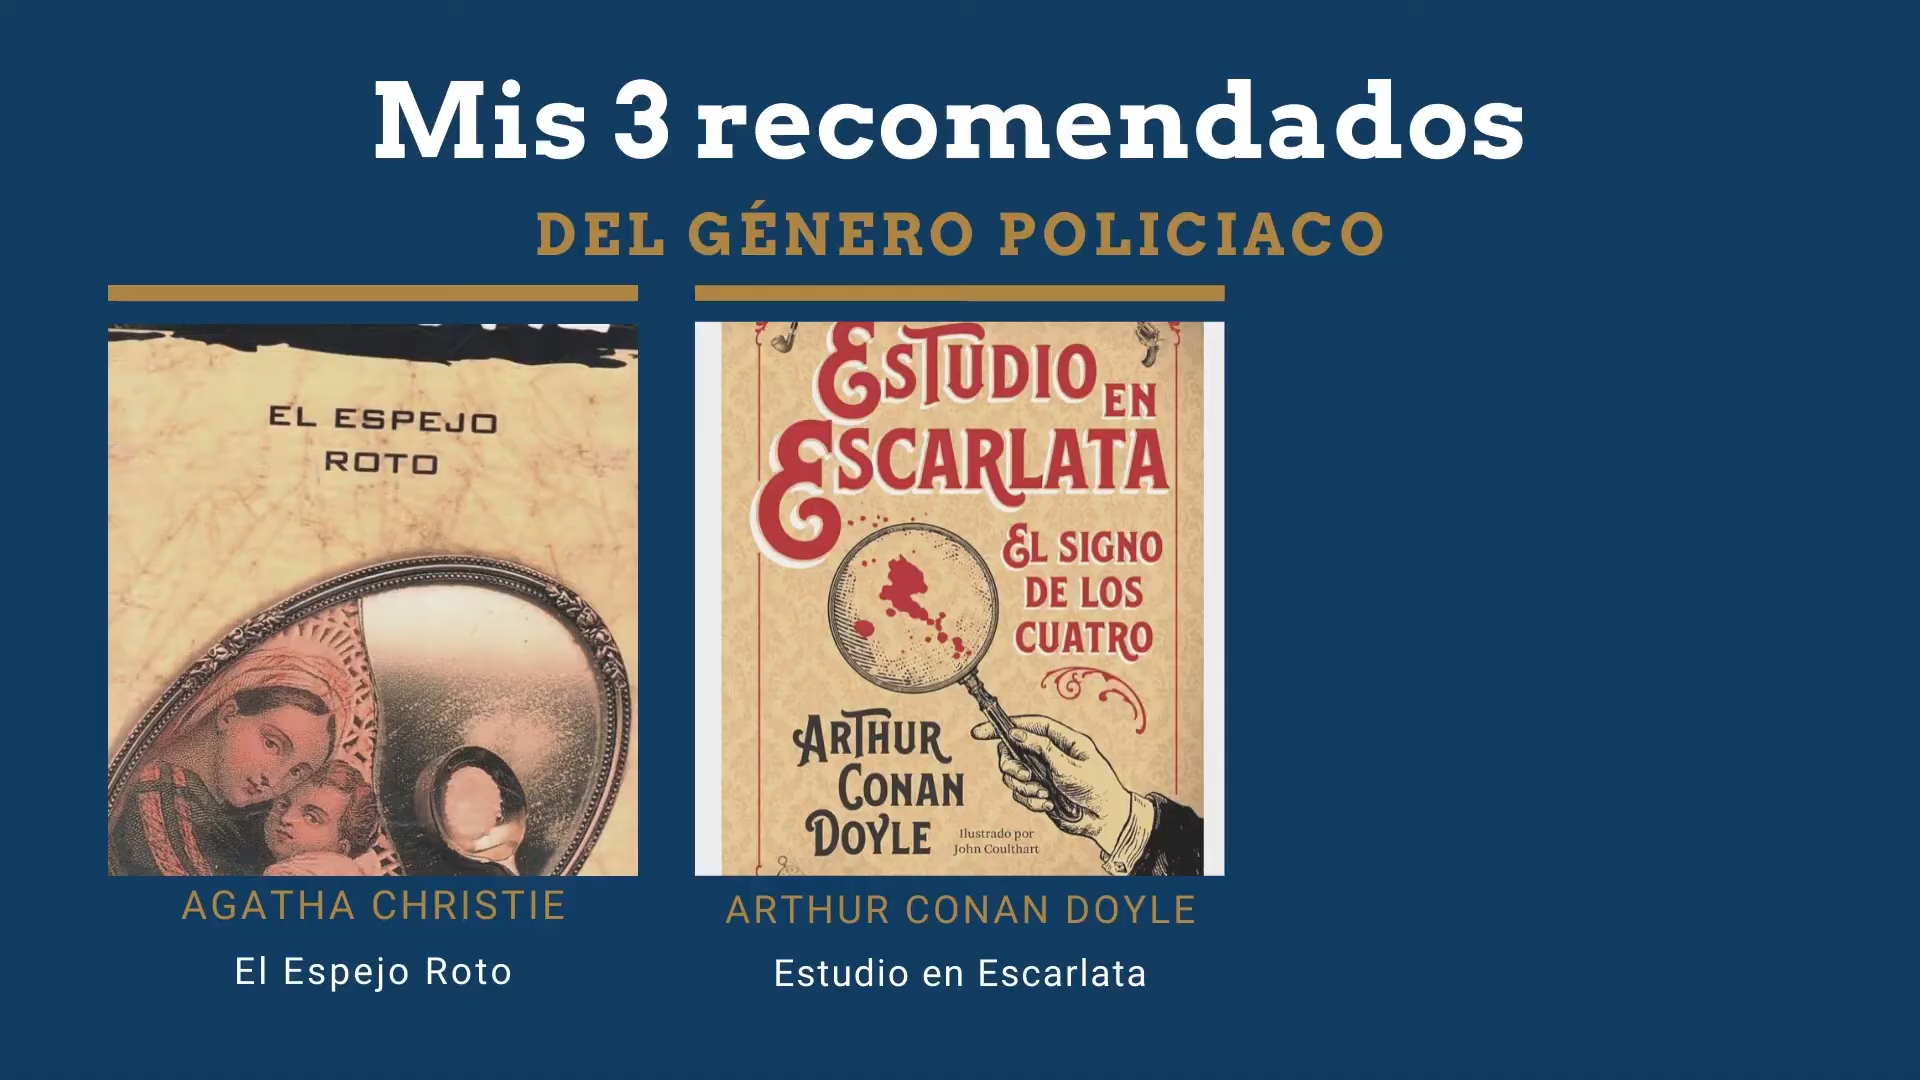 Mis 3 recomendados
DEL GÉNERO POLICIACO
EL ESPEJO
ROTO
AGATHA CHRISTIE
El Espejo Roto
ESTUDIO EN
ESCARLATA
EL SIGNO
DE LOS
CUATRO
ARTHUR
CONAN
DOYLE
Ilustrado por
John Coulthart
ARTHUR CONAN DOYLE
Estudio en Escarlata